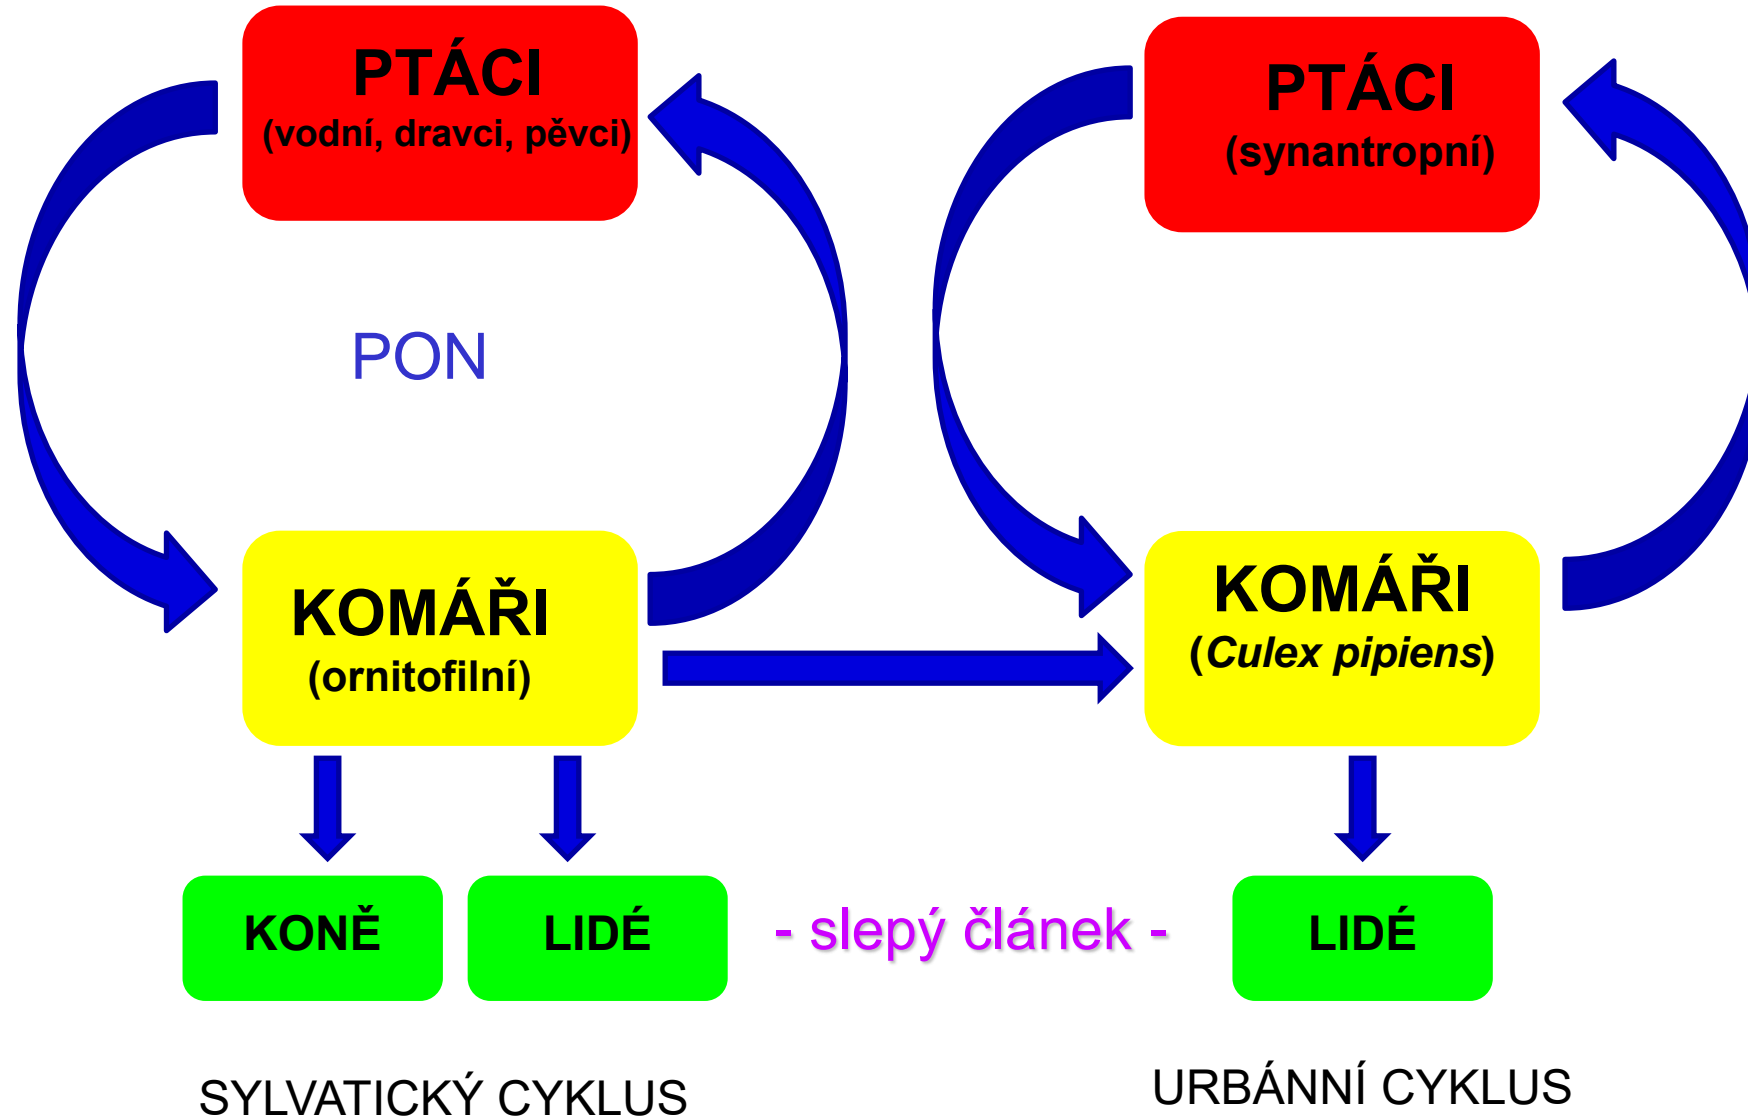 PTÁCI
(vodní, dravci, pěvci)
PTÁCI
(synantropní)
PON
KOMÁŘI
(ornitofilní)
KOMÁŘI
(Culex pipiens)
KONĚ
LIDÉ
- slepý článek -
LIDÉ
SYLVATICKÝ CYKLUS
URBÁNNÍ CYKLUS